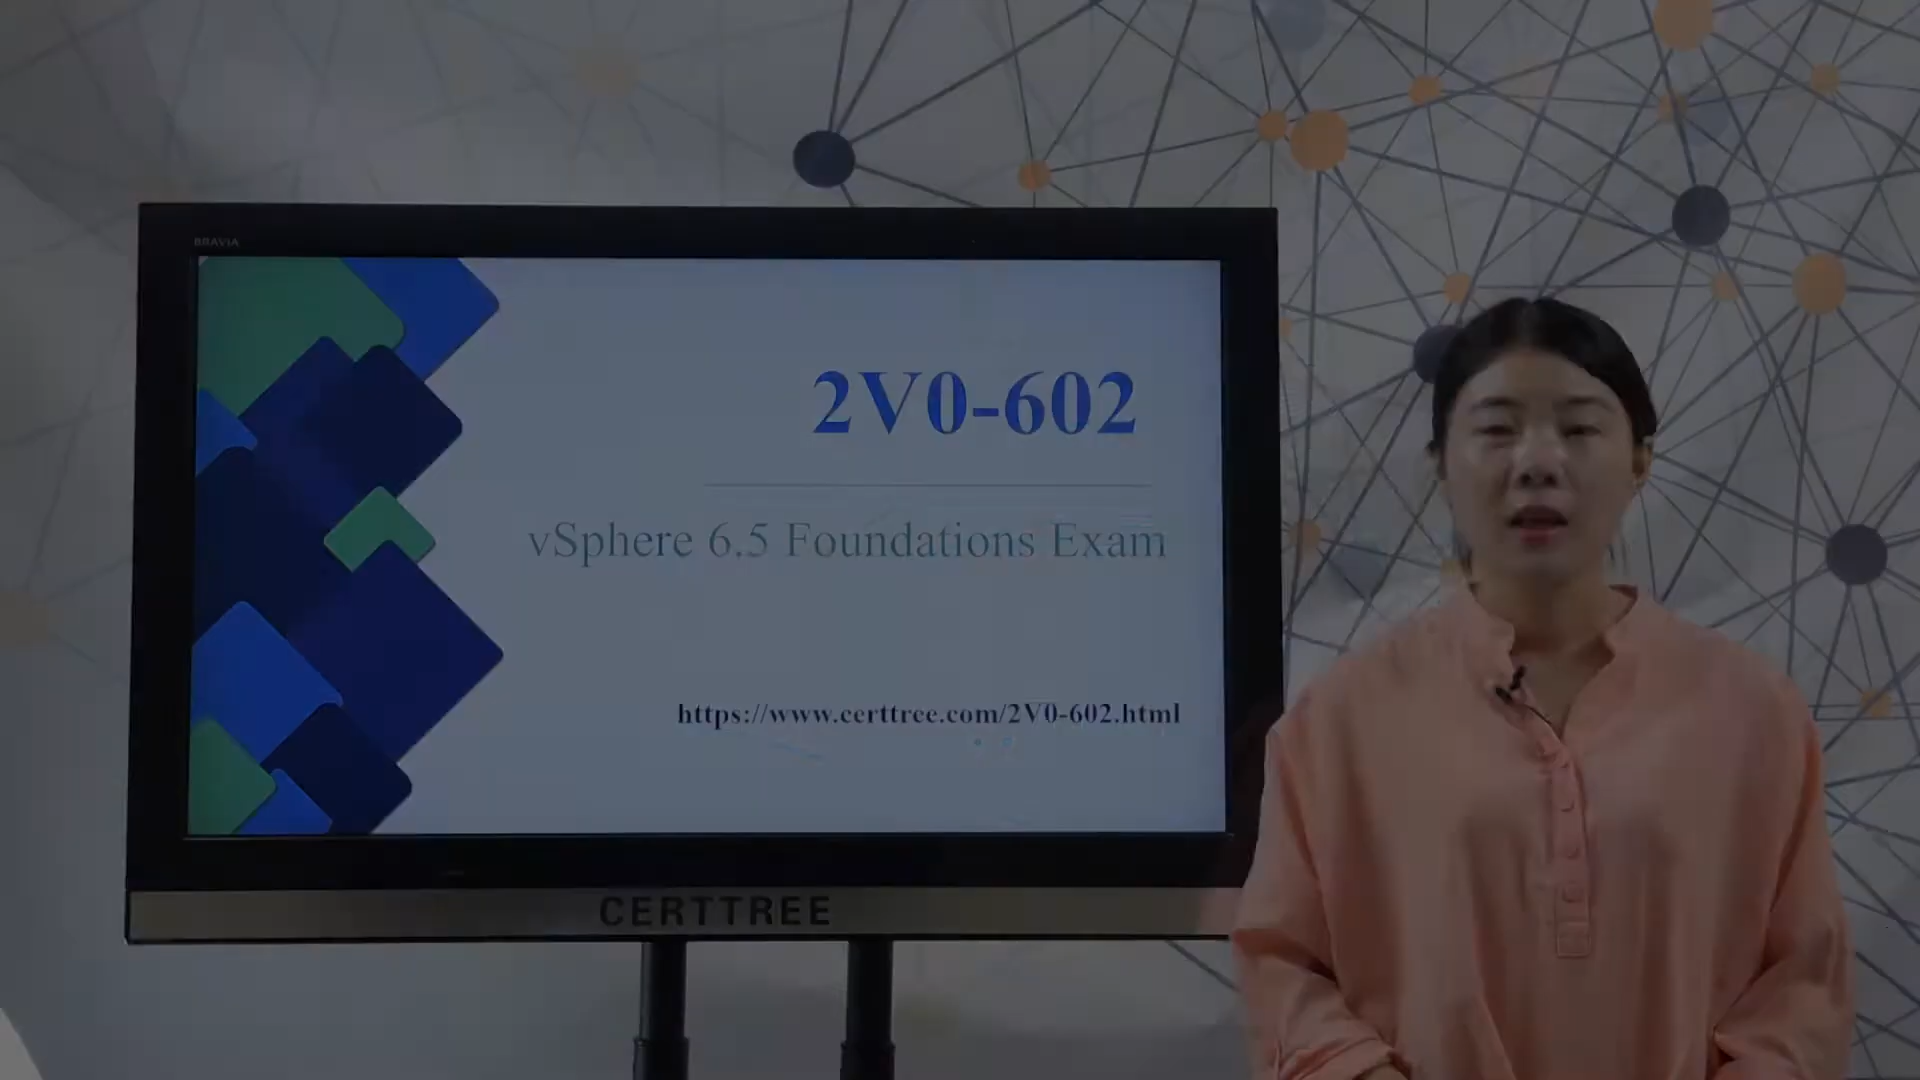 BRAVIA
2V0-602
vSphere 6.5 Foundations Exam
https://www.certtree.com/2V0-602.html
CERTTREE